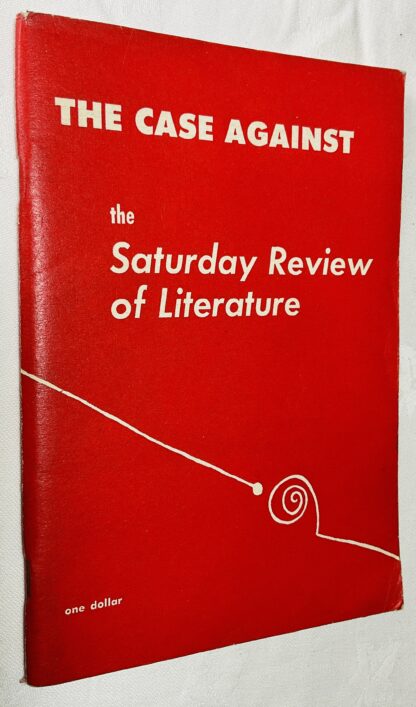 THE CASE AGAINST
the
Saturday Review
of Literature
one dollar